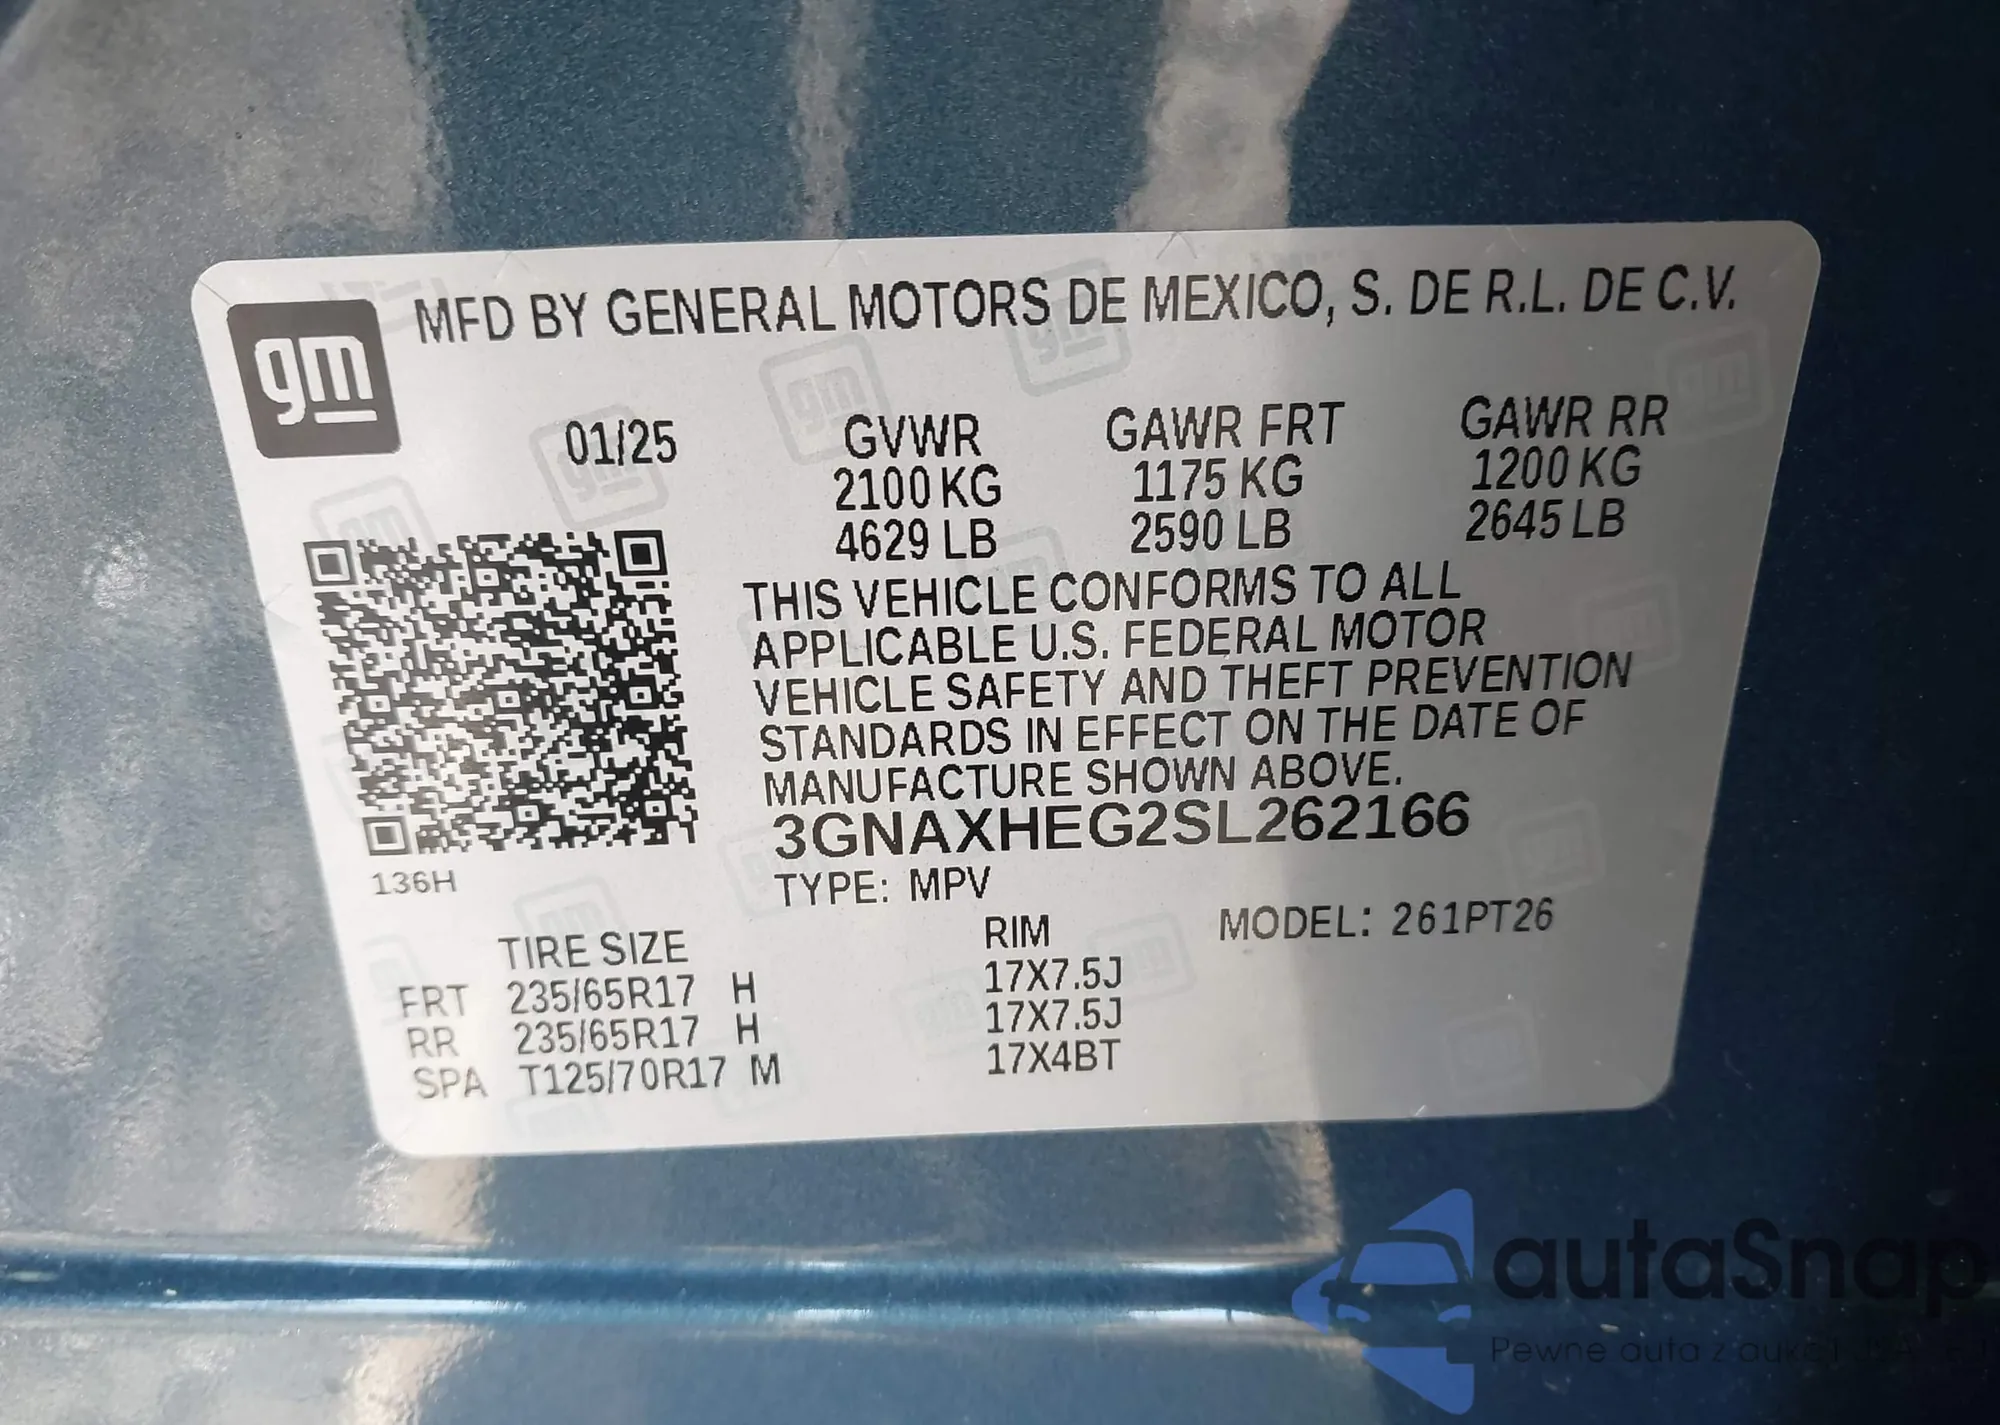 gm
MFD BY GENERAL MOTORS DE MEXICO, S. DE R.L. DE C.V.
01/25 GVWR GAWR FRT GAWR RR
2100 KG 1175 KG 1200 KG
4629 LB 2590 LB 2645 LB
THIS VEHICLE CONFORMS TO ALL
APPLICABLE U.S. FEDERAL MOTOR
VEHICLE SAFETY AND THEFT PREVENTION
STANDARDS IN EFFECT ON THE DATE OF
MANUFACTURE SHOWN ABOVE.
3GNAXHEG2SL262166
136H
TYPE: MPV
MODEL: 261PT26
TIRE SIZE RIM
FRT 235/65R17 H 17X7.5J
RR 235/65R17 H 17X7.5J
SPA T125/70R17 M 17X4BT
autaSnap
Pewne auta z